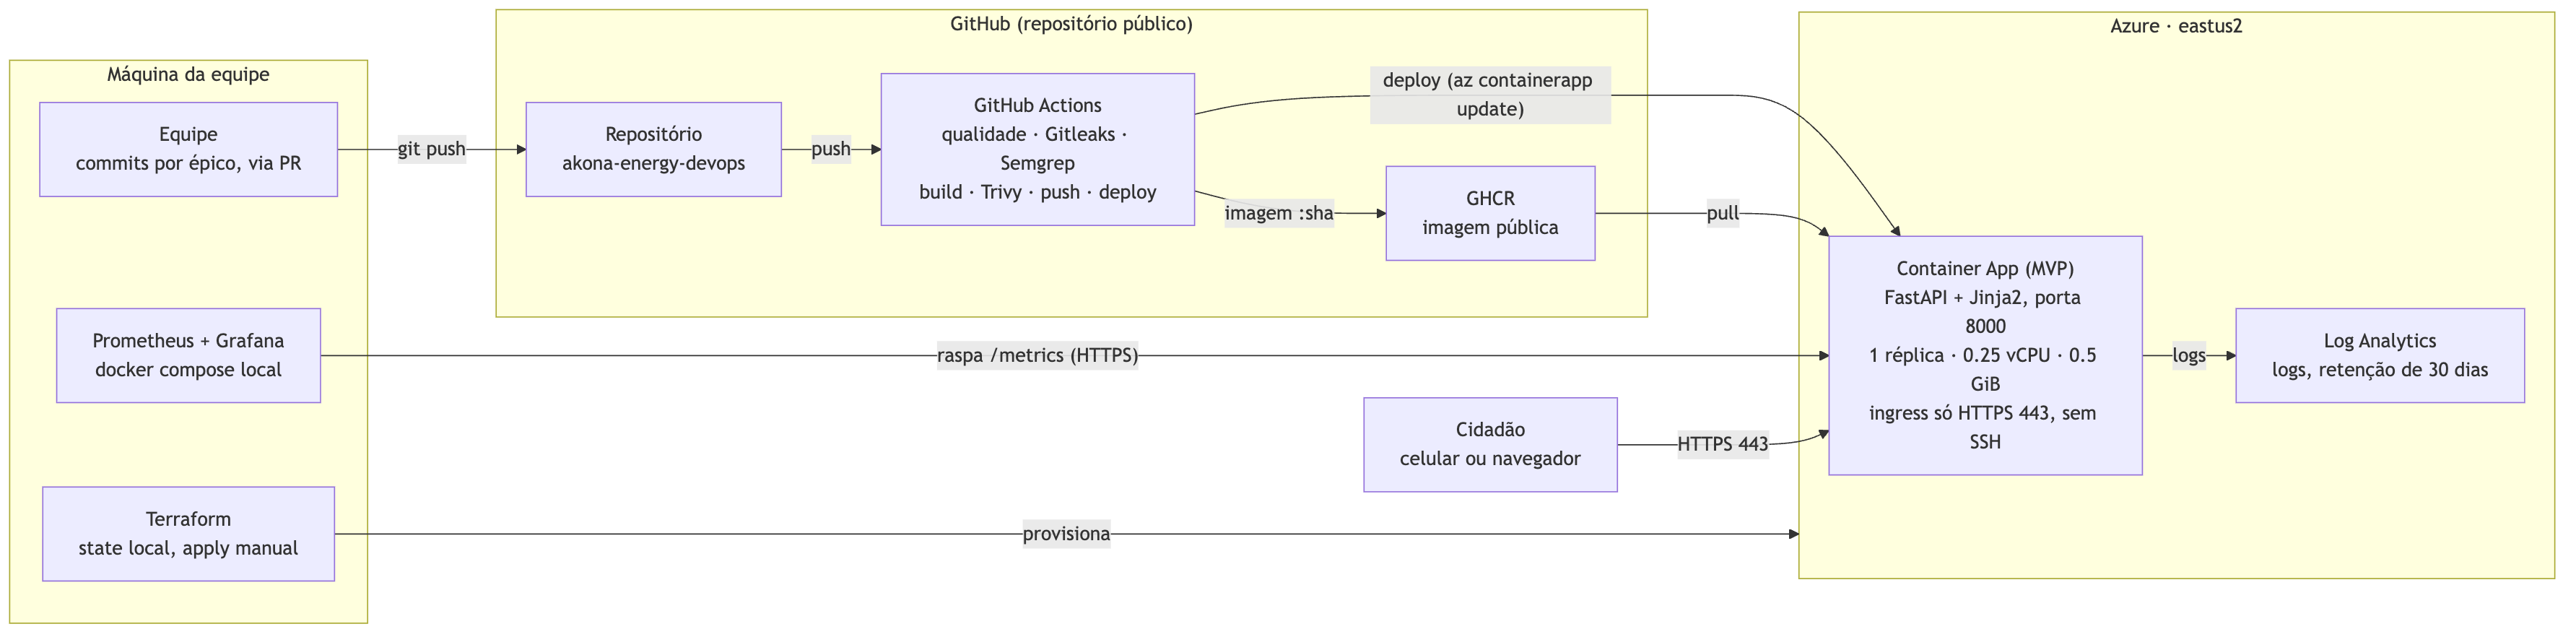 Máquina da equipe
Equipe
commits por épico, via PR
Prometheus + Grafana
docker compose local
Terraform
state local, apply manual
git push
GitHub (repositório público)
Repositório
akona-energy-devops
push
GitHub Actions
qualidade · Gitleaks ·
Semgrep
build · Trivy · push · deploy
imagem :sha
GHCR
imagem pública
deploy (az containerapp
update)
pull
raspa /metrics (HTTPS)
Cidadão
celular ou navegador
HTTPS 443
provisiona
Azure · eastus2
Container App (MVP)
FastAPI + Jinja2, porta
8000
1 réplica · 0.25 vCPU · 0.5
GiB
ingress só HTTPS 443, sem
SSH
logs
Log Analytics
logs, retenção de 30 dias